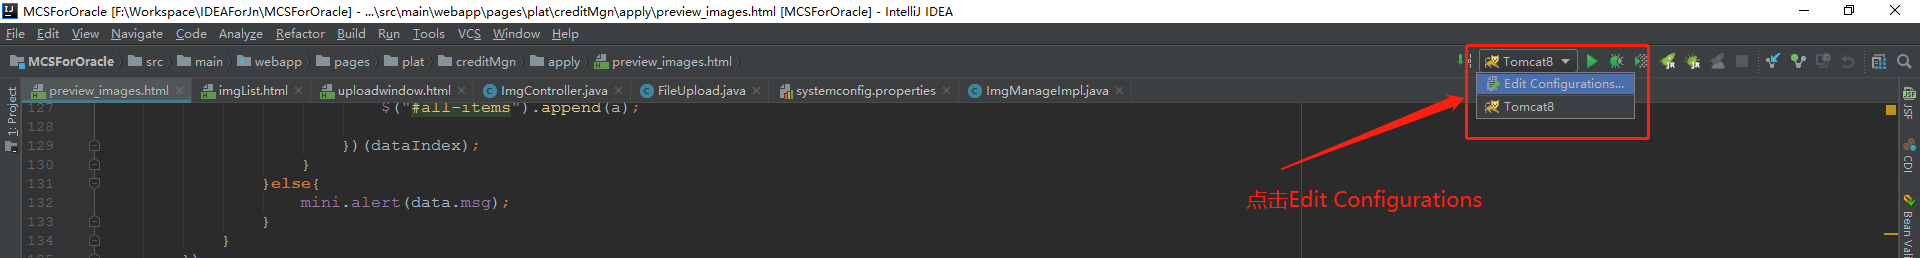 MCSForOracle [F:\Workspace\IDEAForJn\MCSForOracle] - ...\src\main\webapp\pages\plat\creditMgn\apply\preview_images.html [MCSForOracle] - IntelliJ IDEA
File Edit View Navigate Code Analyze Refactor Build Run Tools VCS Window Help
MCSForOracle src main webapp pages plat creditMgn apply preview_images.html Tomcat8
preview_images.html imgList.html uploadwindow.html ImgController.java FileUpload.java systemconfig.properties ImgManageImpl.java
Edit Configurations...
Tomcat8
1: Project
127 $("#all-items").append(a);
128
129 })(dataIndex);
130 }
131 }else{
132 mini.alert(data.msg);
133 }
134 }
点击Edit Configurations
JSF
CDI